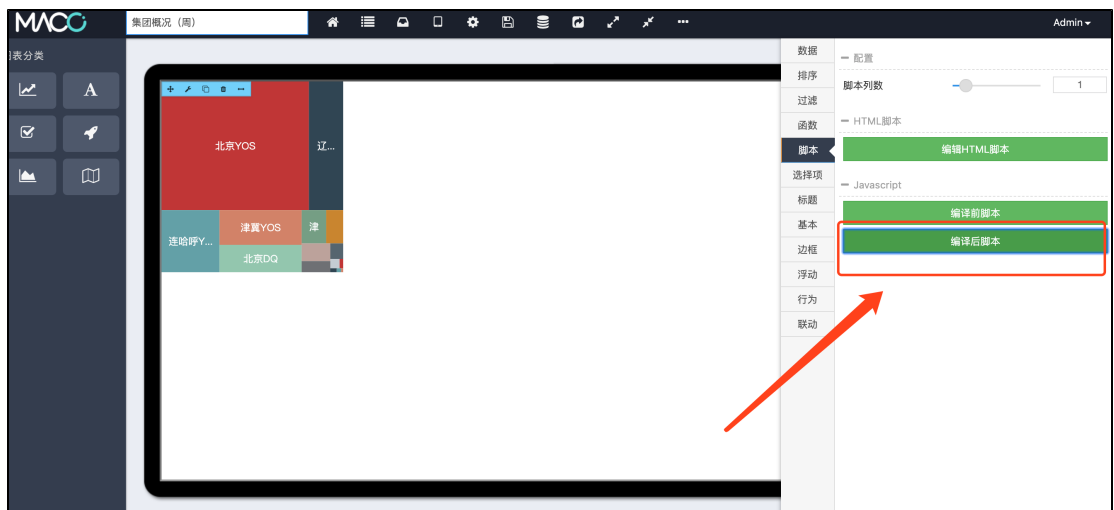 MACC
集团概况（周）
Admin
表分类
A
北京YOS
辽...
连哈呼Y...
津冀YOS
津
北京DQ
数据
排序
过滤
函数
脚本
选择项
标题
基本
边框
浮动
行为
联动
配置
脚本列数
1
HTML脚本
编辑HTML脚本
Javascript
编译前脚本
编译后脚本